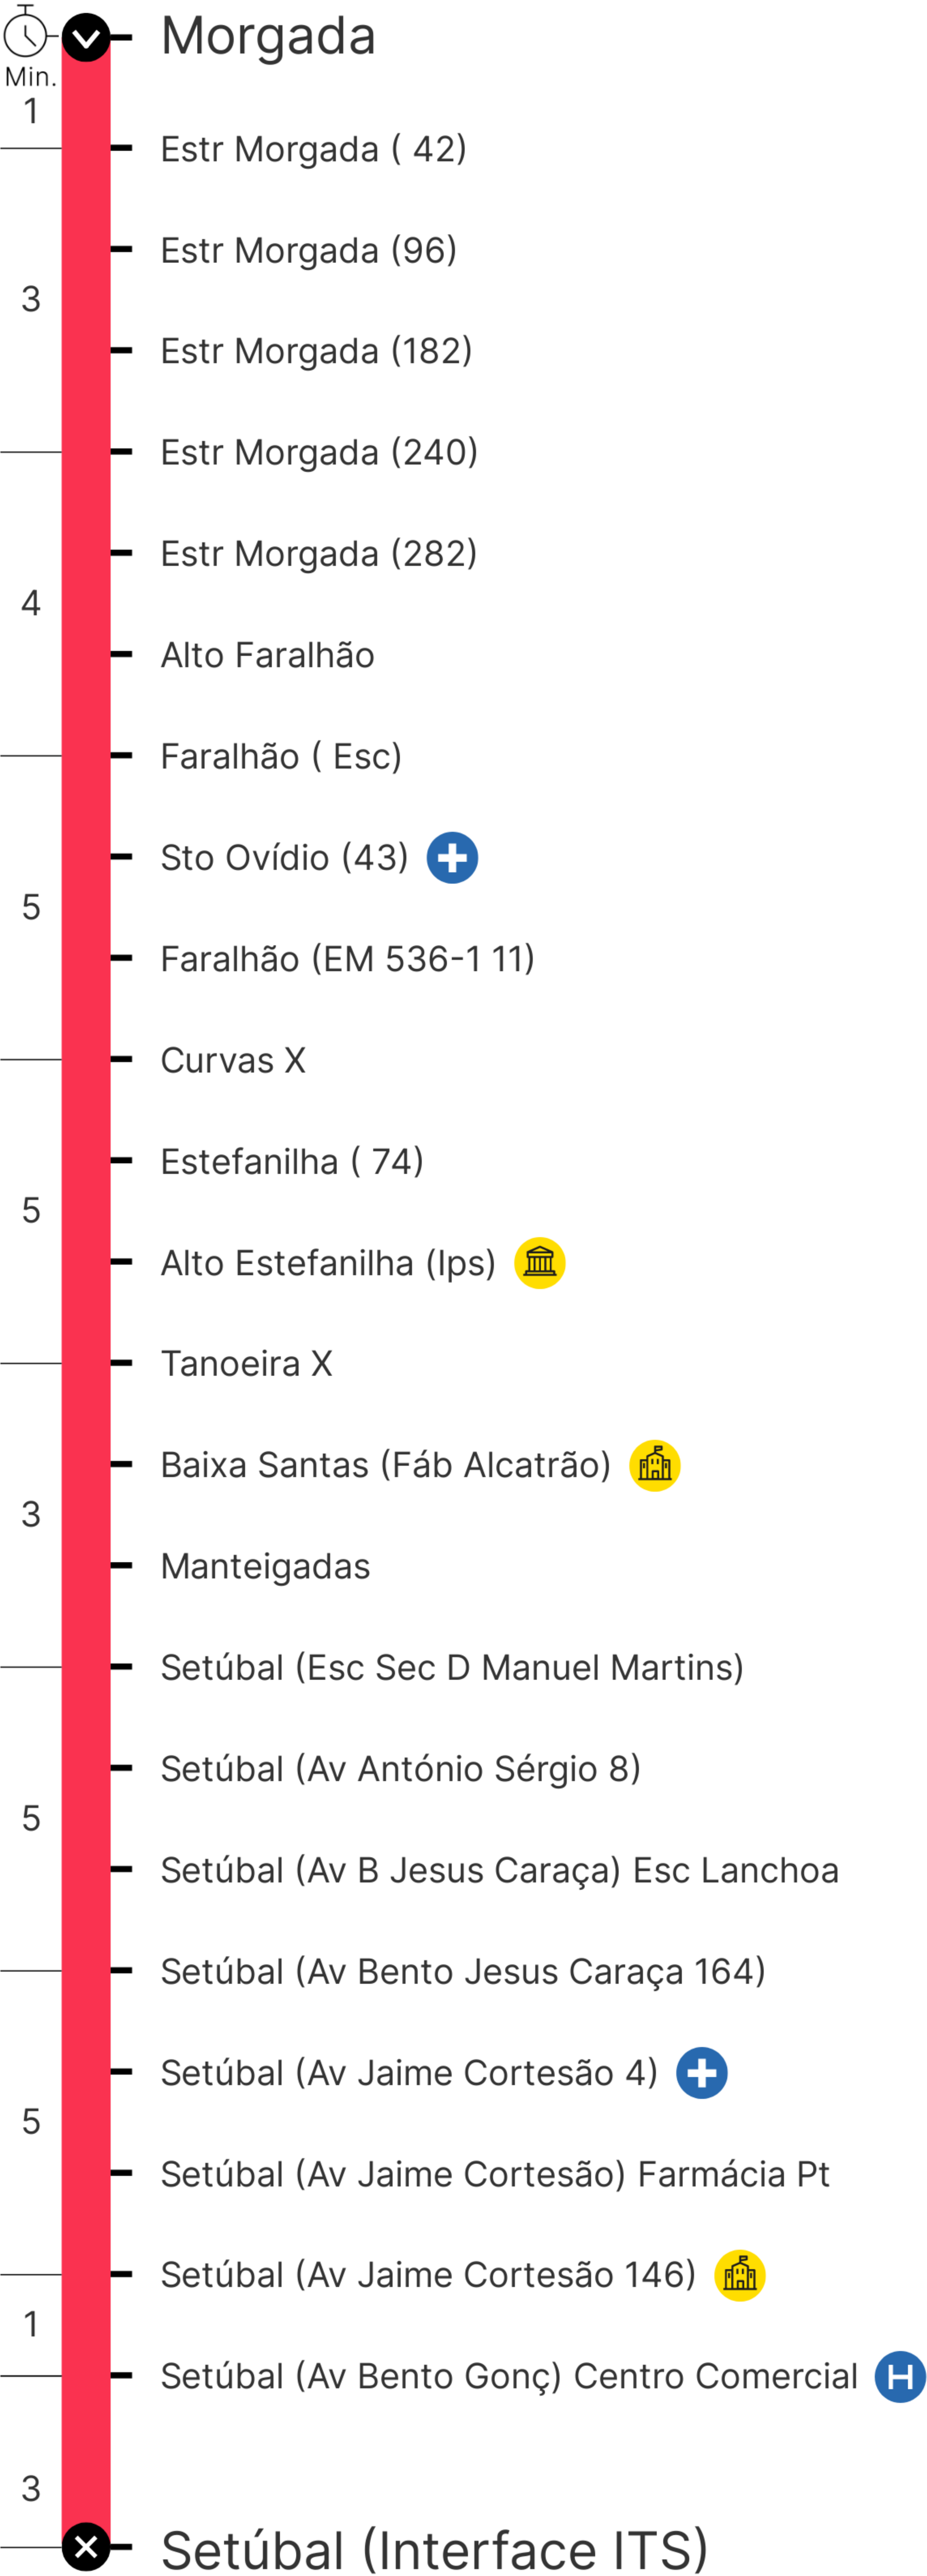 Morgada
Min.
1
Estr Morgada ( 42)
Estr Morgada (96)
3
Estr Morgada (182)
Estr Morgada (240)
Estr Morgada (282)
4
Alto Faralhão
Faralhão ( Esc)
Sto Ovídio (43)
5
Faralhão (EM 536-1 11)
Curvas X
Estefanilha ( 74)
5
Alto Estefanilha (Ips)
Tanoeira X
Baixa Santas (Fáb Alcatrão)
3
Manteigadas
Setúbal (Esc Sec D Manuel Martins)
Setúbal (Av António Sérgio 8)
5
Setúbal (Av B Jesus Caraça) Esc Lanchoa
Setúbal (Av Bento Jesus Caraça 164)
Setúbal (Av Jaime Cortesão 4)
5
Setúbal (Av Jaime Cortesão) Farmácia Pt
Setúbal (Av Jaime Cortesão 146)
1
Setúbal (Av Bento Gonç) Centro Comercial H
3
Setúbal (Interface ITS)